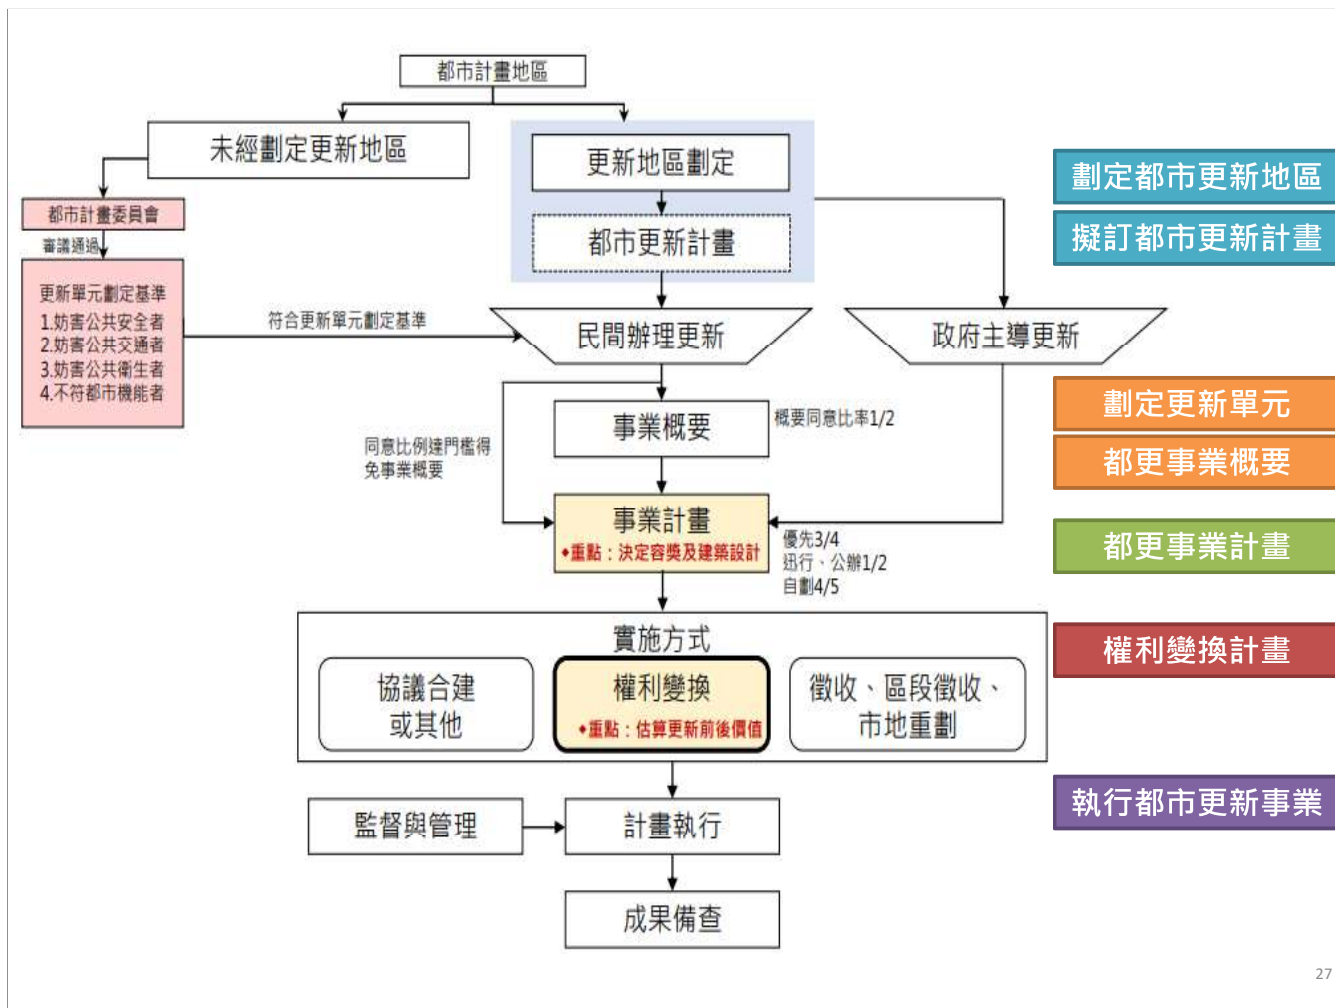 都市計畫地區
未經劃定更新地區
更新地區劃定
都市更新計畫
都市計畫委員會
審議通過
更新單元劃定基準
1.妨害公共安全者
2.妨害公共交通者
3.妨害公共衛生者
4.不符都市機能者
符合更新單元劃定基準
民間辦理更新
政府主導更新
事業概要
概要同意比率1/2
同意比例達門檻得
免事業概要
事業計畫
◆重點：決定容獎及建築設計
優先3/4
迅行、公辦1/2
自劃4/5
實施方式
協議合建
或其他
權利變換
◆重點：估算更新前後價值
徵收、區段徵收、
市地重劃
監督與管理
計畫執行
成果備查
劃定都市更新地區
擬訂都市更新計畫
劃定更新單元
都更事業概要
都更事業計畫
權利變換計畫
執行都市更新事業
27